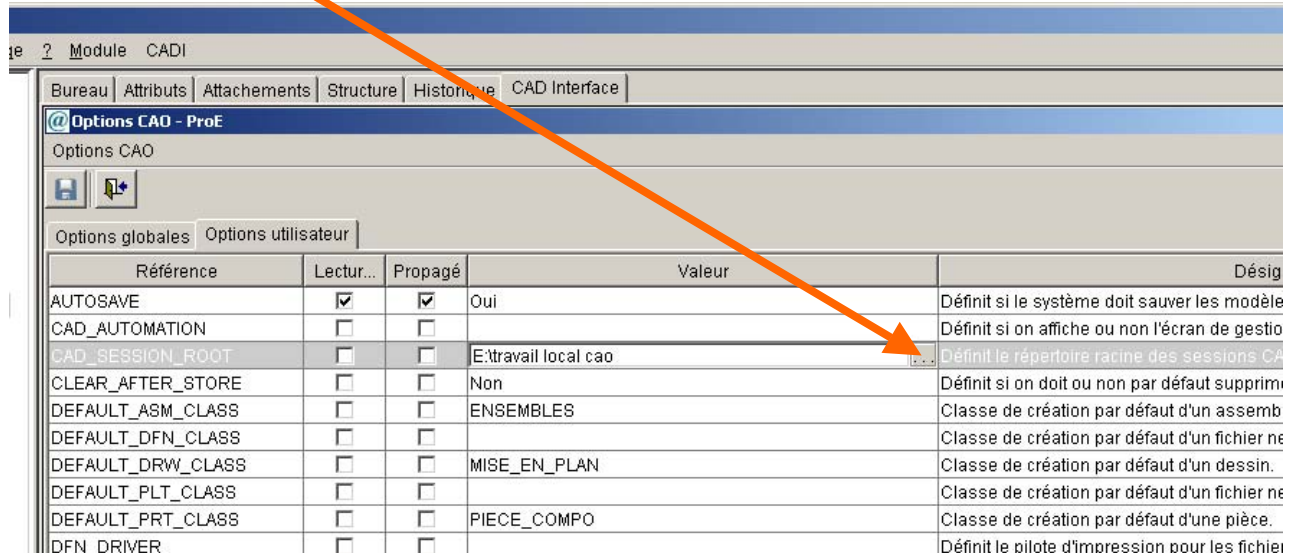 ? Module CADI
Bureau Attributs Attachements Structure Historique CAD Interface
@ Options CAO - ProE
Options CAO
Options globales Options utilisateur
Référence Lectur... Propagé Valeur Désig
AUTOSAVE Oui Définit si le système doit sauver les modèle
CAD_AUTOMATION Définit si on affiche ou non l'écran de gestio
CAD_SESSION_ROOT E:\travail local cao ... Définit le répertoire racine des sessions CA
CLEAR_AFTER_STORE Non Définit si on doit ou non par défaut supprim
DEFAULT_ASM_CLASS ENSEMBLES Classe de création par défaut d'un assemb
DEFAULT_DFN_CLASS Classe de création par défaut d'un fichier ne
DEFAULT_DRW_CLASS MISE_EN_PLAN Classe de création par défaut d'un dessin.
DEFAULT_PLT_CLASS Classe de création par défaut d'un fichier ne
DEFAULT_PRT_CLASS PIECE_COMPO Classe de création par défaut d'une pièce.
DFN_DRIVER Définit le pilote d'impression pour les fichier